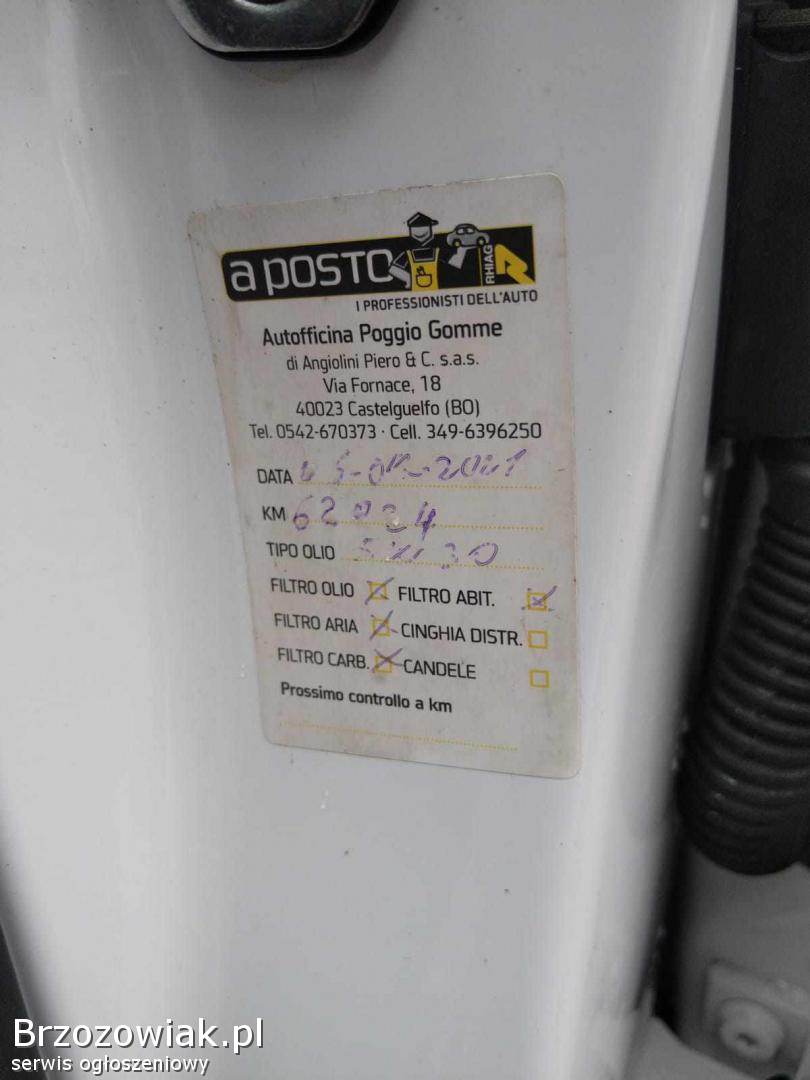 a posto
RHIAG
I PROFESSIONISTI DELL'AUTO
Autofficina Poggio Gomme
di Angiolini Piero & C. s.a.s.
Via Fornace, 18
40023 Castelguelfo (BO)
Tel. 0542-670373 · Cell. 349-6396250
DATA
KM 62024
TIPO OLIO
FILTRO OLIO FILTRO ABIT.
FILTRO ARIA CINGHIA DISTR.
FILTRO CARB. CANDELE
Prossimo controllo a km
Brzozowiak.pl
serwis ogłoszeniowy